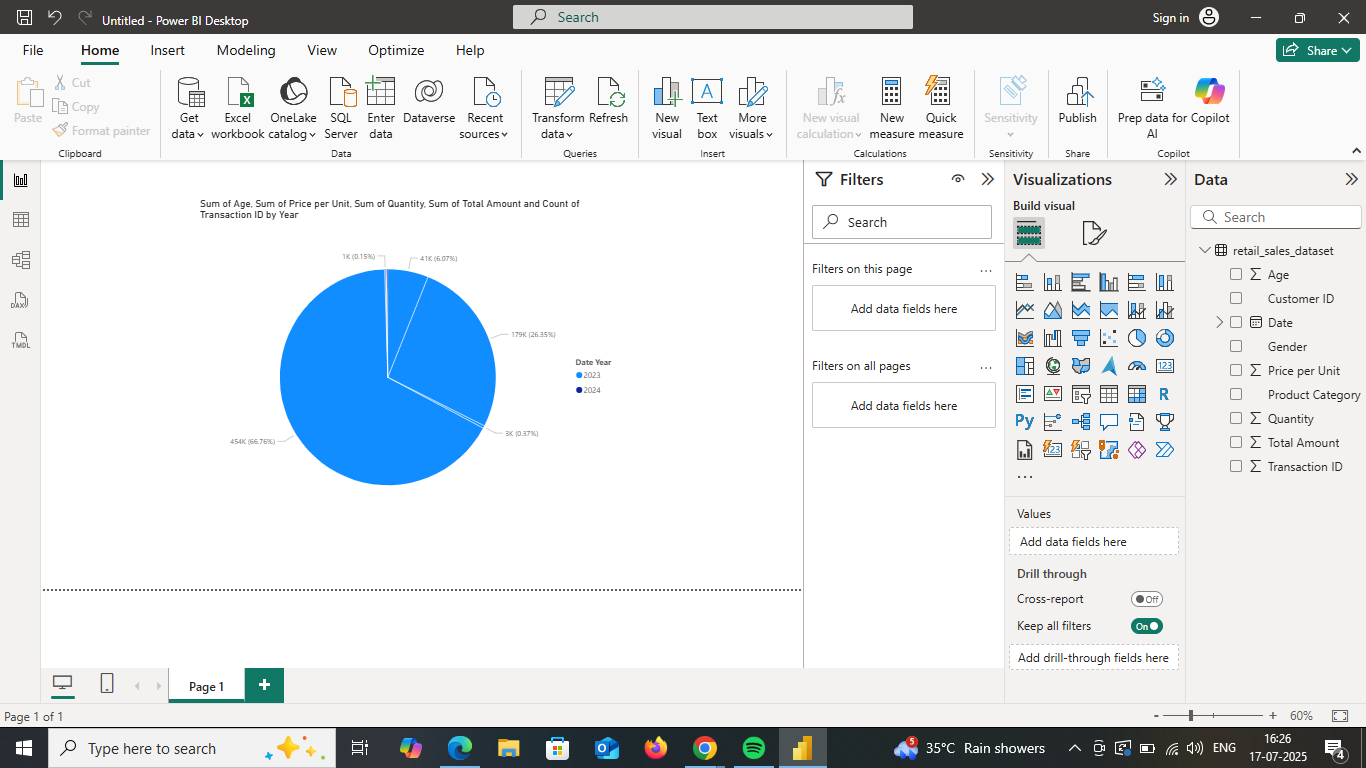 Untitled - Power BI Desktop
Search
Sign in
File
Home
Insert
Modeling
View
Optimize
Help
Share
Paste
Cut
Copy
Format painter
Clipboard
Get data
Excel workbook
OneLake catalog
SQL Server
Enter data
Dataverse
Recent sources
Data
Transform data
Refresh
Queries
New visual
Text box
More visuals
Insert
New visual calculation
New measure
Quick measure
Calculations
Sensitivity
Sensitivity
Publish
Share
Prep data for AI
Copilot
Copilot
Sum of Age, Sum of Price per Unit, Sum of Quantity, Sum of Total Amount and Count of
Transaction ID by Year
1K (0.15%)
41K (6.07%)
179K (26.35%)
3K (0.37%)
454K (66.76%)
Date Year
2023
2024
Filters
Search
Filters on this page
...
Add data fields here
Filters on all pages
...
Add data fields here
Visualizations
Build visual
123
R
Py
123
...
Values
Add data fields here
Drill through
Cross-report
Off
Keep all filters
On
Add drill-through fields here
Data
Search
retail_sales_dataset
Age
Customer ID
Date
Gender
Price per Unit
Product Category
Quantity
Total Amount
Transaction ID
DAX
TMDL
Page 1
+
Page 1 of 1
- + 60%
Type here to search
5
35°C Rain showers
ENG
16:26
17-07-2025
4